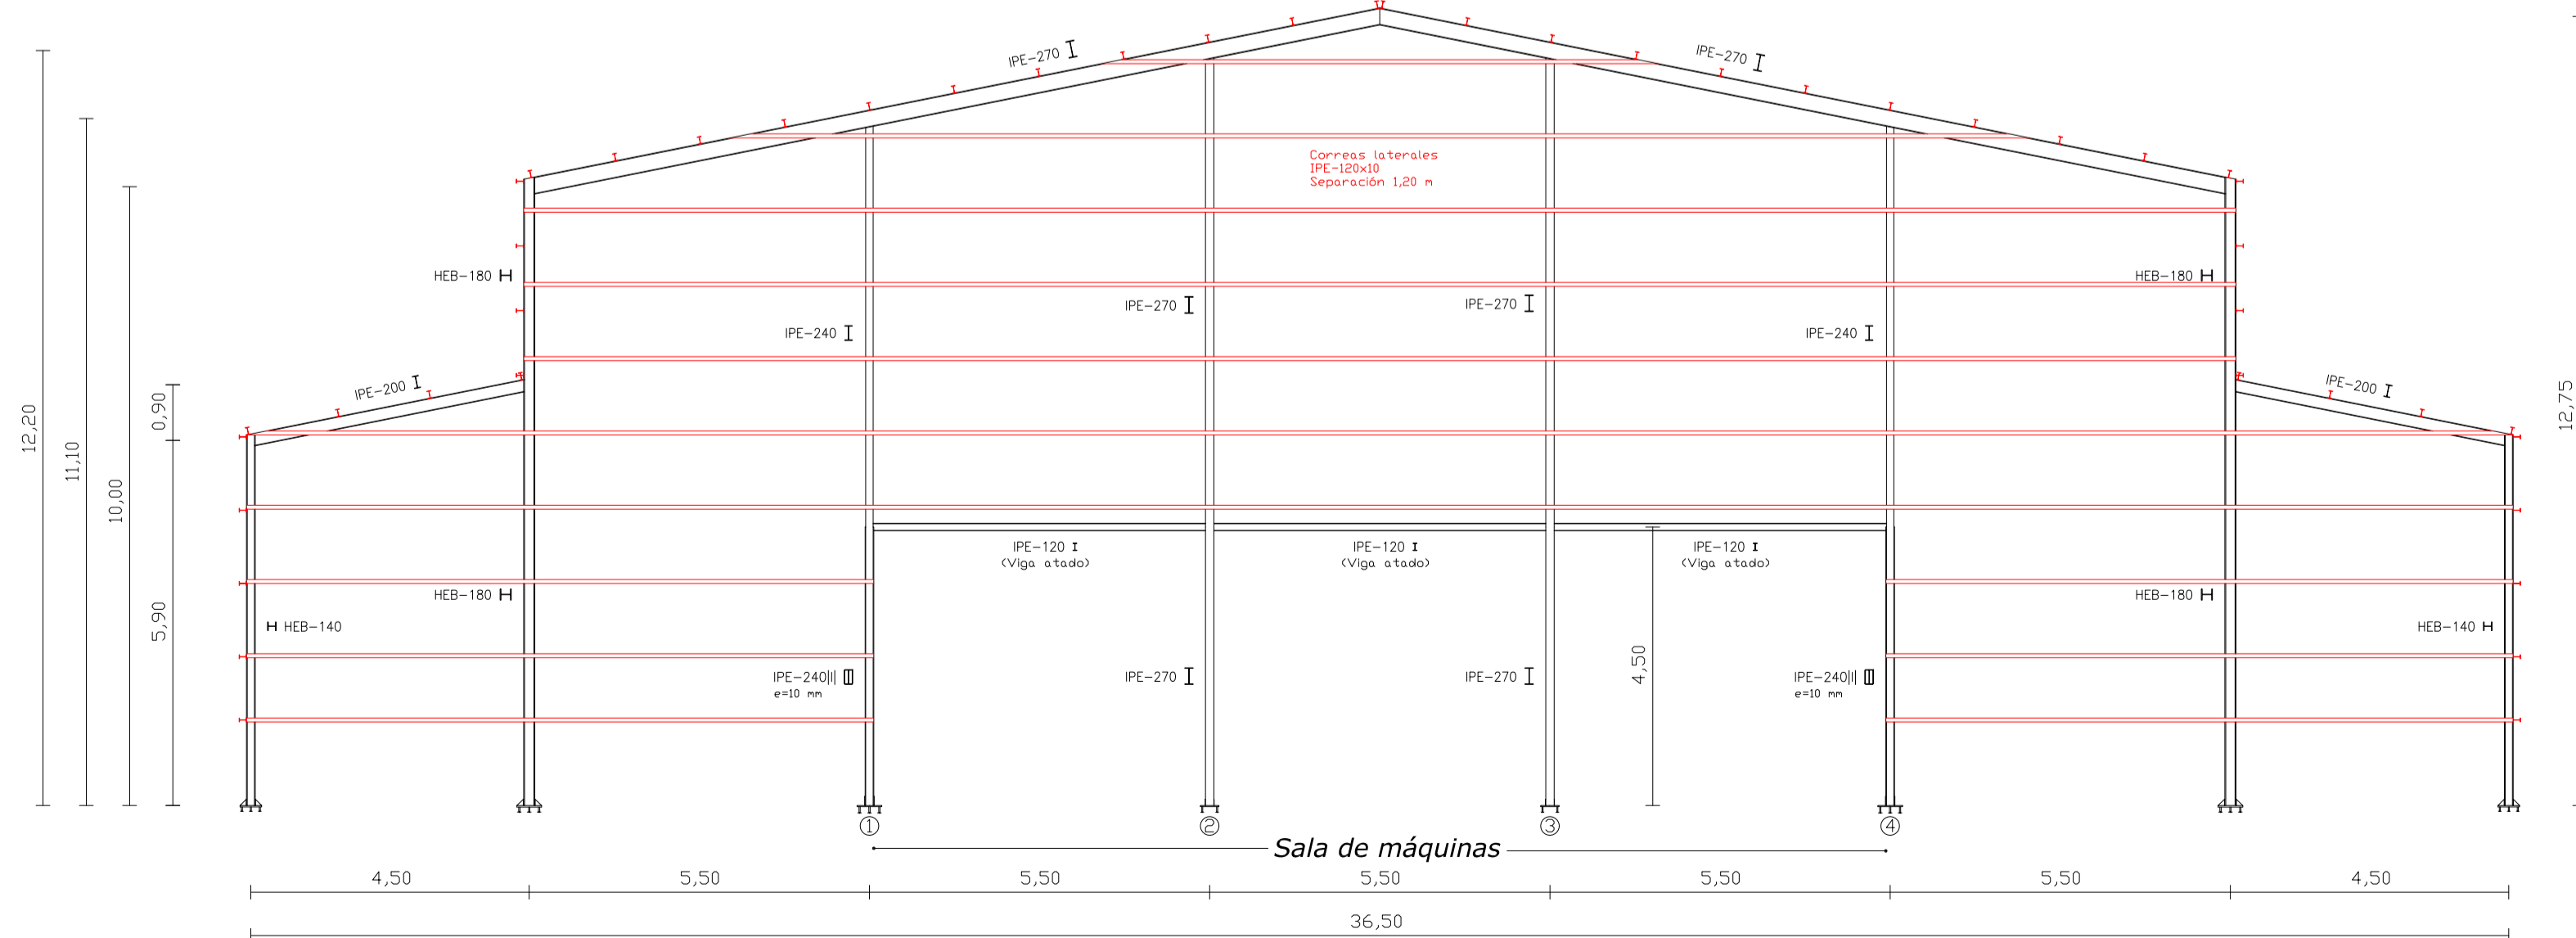 IPE-270
IPE-270
12,20
11,10
10,00
0,90
5,90
12,75
Correas laterales
IPE-120x10
Separación 1,20 m
HEB-180
HEB-180
IPE-270
IPE-270
IPE-240
IPE-240
IPE-200
IPE-200
IPE-120
(Viga atado)
IPE-120
(Viga atado)
IPE-120
(Viga atado)
HEB-180
HEB-180
HEB-140
HEB-140
4,50
IPE-240|I|
e=10 mm
IPE-270
IPE-270
IPE-240|I|
e=10 mm
1
2
3
4
Sala de máquinas
4,50
5,50
5,50
5,50
5,50
5,50
4,50
36,50